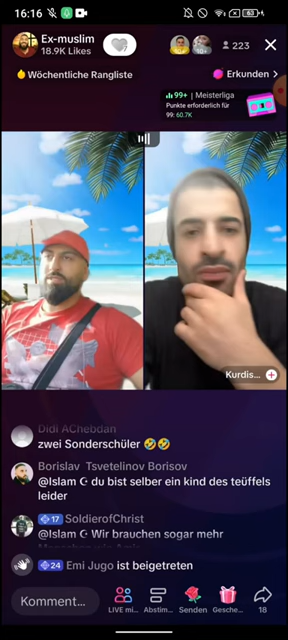 16:16
63
Ex-muslim
18.9K Likes
223
Wöchentliche Rangliste
Erkunden >
99+ | Meisterliga
Punkte erforderlich für
99: 60.7K
Kurdis...
Didi AChebdan
zwei Sonderschüler 🤣🤣
Borislav Tsvetelinov Borisov
@Islam ☪ du bist selber ein kind des teüffels
leider
17 SoldierofChrist
@Islam ☪ Wir brauchen sogar mehr
24 Emi Jugo ist beigetreten
Komment...
LIVE mi...
Abstim...
Senden
Gesche...
18